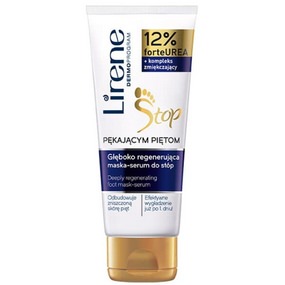 Lirene
DERMOPROGRAM
12%
forteUREA
+ kompleks
zmiękczający
Stop
PĘKAJĄCYM PIĘTOM
Głęboko regenerująca
maska-serum do stóp
Deeply regenerating
foot mask-serum
Odbudowuje
zniszczoną
skórę pięt
Efektywne
wygładzenie
już po 1. dniu!